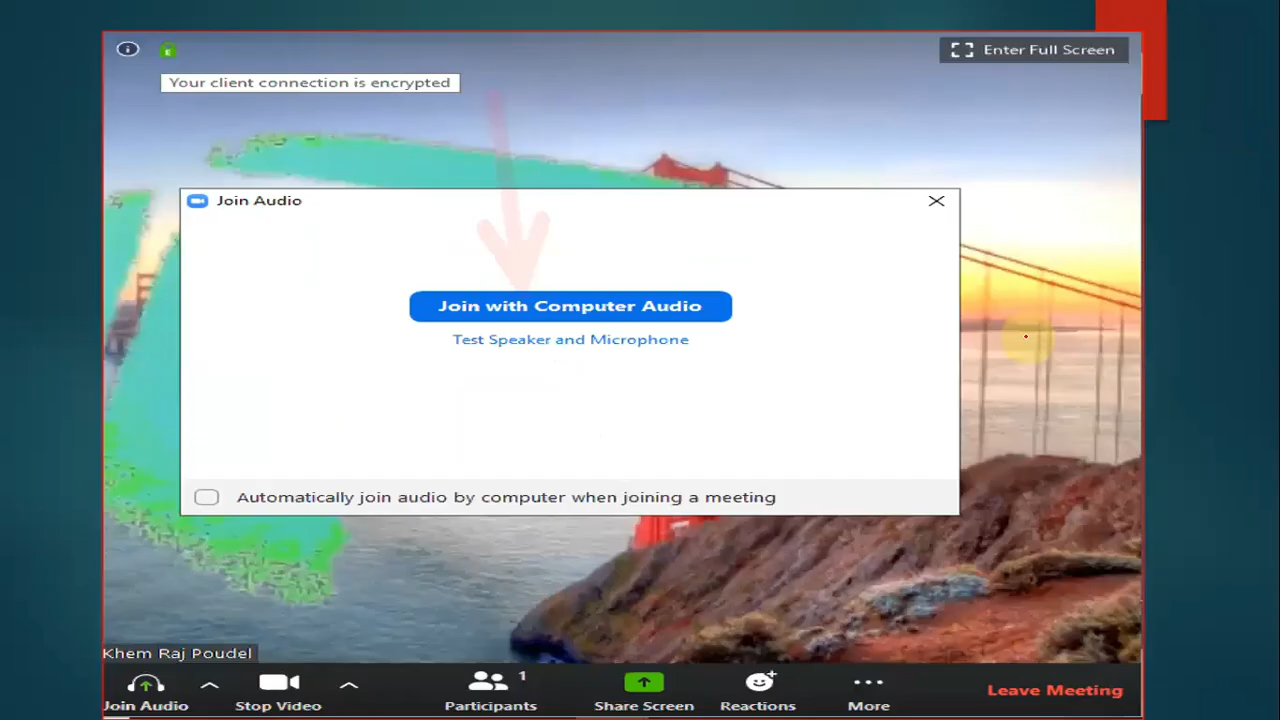 Enter Full Screen
Your client connection is encrypted
Join Audio
Join with Computer Audio
Test Speaker and Microphone
Automatically join audio by computer when joining a meeting
Khem Raj Poudel
1
Join Audio
Stop Video
Participants
Share Screen
Reactions
More
Leave Meeting